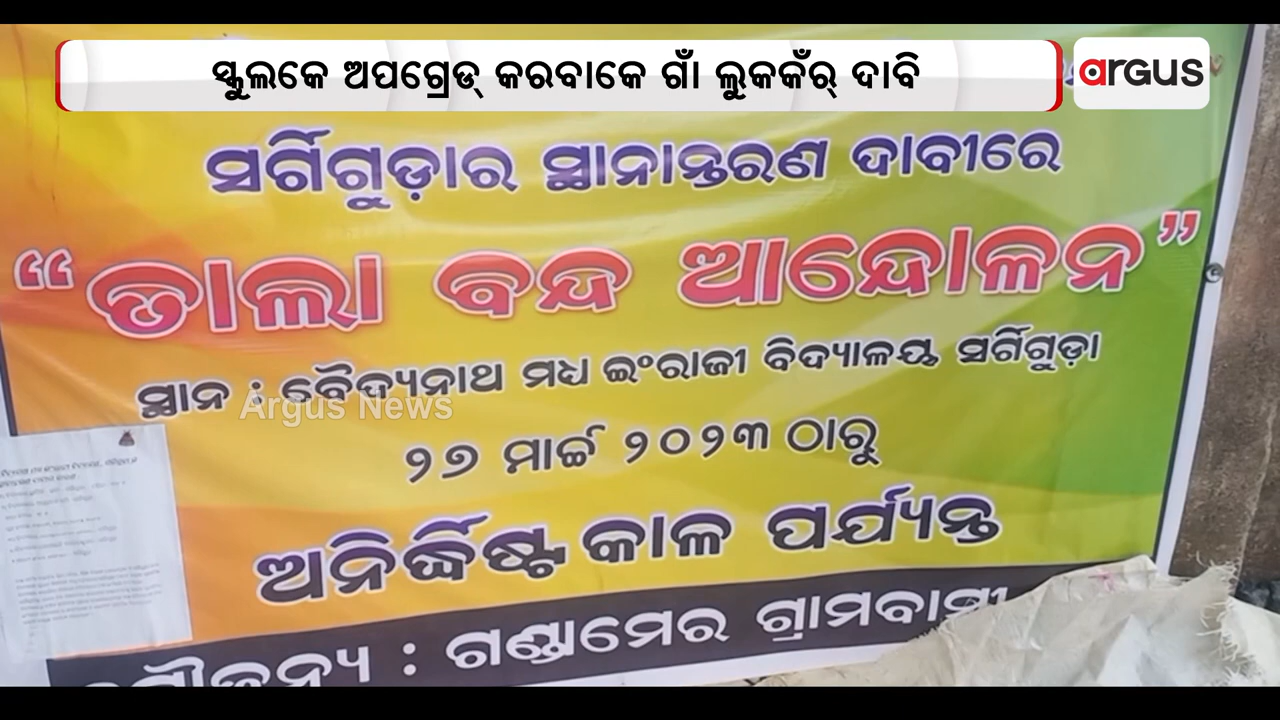 ସ୍କୁଲକେ ଅପଗ୍ରେଡ୍ କରବାକେ ଗାଁ ଲୁକକଁର୍ ଦାବି
argus
ସର୍ଗିଗୁଡ଼ାର ସ୍ଥାନାନ୍ତରଣ ଦାବୀରେ
“ତାଲା ବନ୍ଦ ଆନ୍ଦୋଳନ”
ସ୍ଥାନ : ବୈଦ୍ୟନାଥ ମଧ୍ୟ ଇଂରାଜୀ ବିଦ୍ୟାଳୟ ସର୍ଗିଗୁଡ଼ା
Argus News
୨୭ ମାର୍ଚ୍ଚ ୨୦୨୩ ଠାରୁ
ଅନିର୍ଦ୍ଧିଷ୍ଟ କାଳ ପର୍ଯ୍ୟନ୍ତ
ସୌଜନ୍ୟ : ଗଣ୍ଡାମେର ଗ୍ରାମବାସୀ